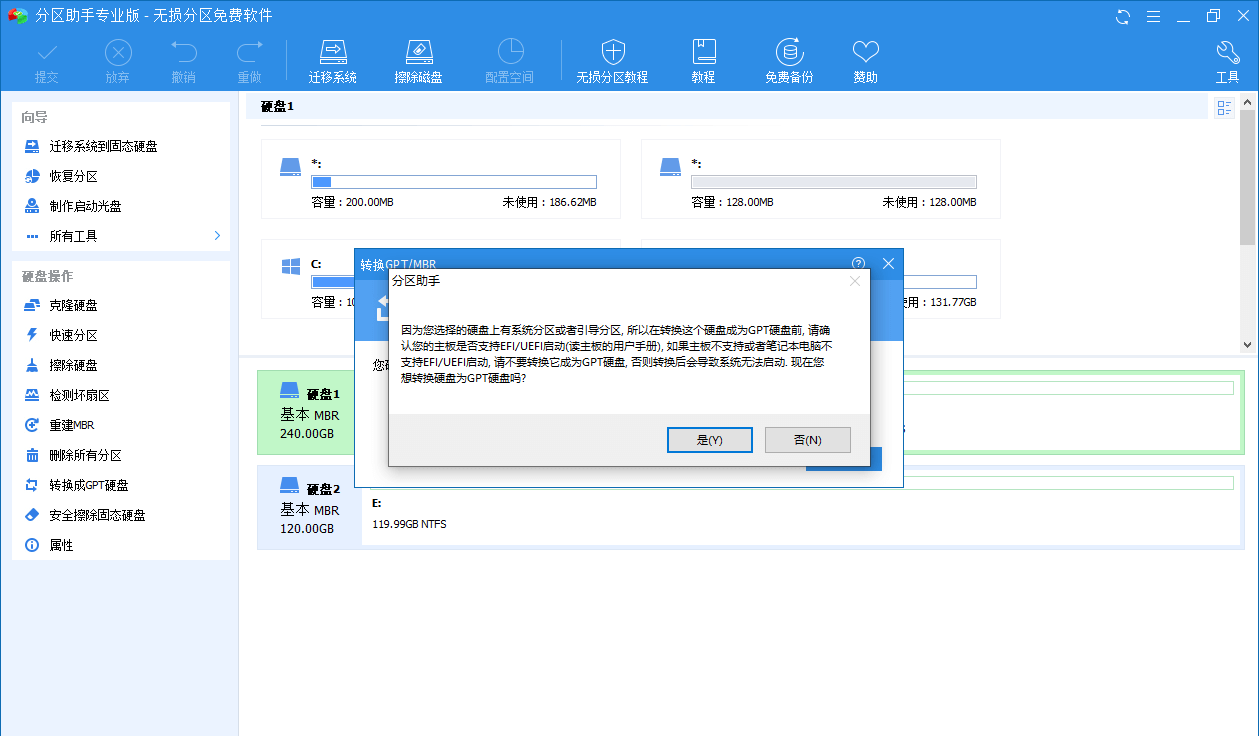 分区助手专业版 - 无损分区免费软件
提交
放弃
撤销
重做
迁移系统
擦除磁盘
配置空间
无损分区教程
教程
免费备份
赞助
工具
向导
迁移系统到固态硬盘
恢复分区
制作启动光盘
所有工具
硬盘操作
克隆硬盘
快速分区
擦除硬盘
检测坏扇区
重建MBR
删除所有分区
转换成GPT硬盘
安全擦除固态硬盘
属性
硬盘1
*:
容量 : 200.00MB
未使用 : 186.62MB
*:
容量 : 128.00MB
未使用 : 128.00MB
C:
容量 : 10
使用 : 131.77GB
转换GPT/MBR
分区助手
因为您选择的硬盘上有系统分区或者引导分区, 所以在转换这个硬盘成为GPT硬盘前, 请确
认您的主板是否支持EFI/UEFI启动(读主板的用户手册), 如果主板不支持或者笔记本电脑不
支持EFI/UEFI启动, 请不要转换它成为GPT硬盘, 否则转换后会导致系统无法启动. 现在您
想转换硬盘为GPT硬盘吗?
是(Y)
否(N)
您
硬盘1
基本 MBR
240.00GB
硬盘2
基本 MBR
120.00GB
E:
119.99GB NTFS